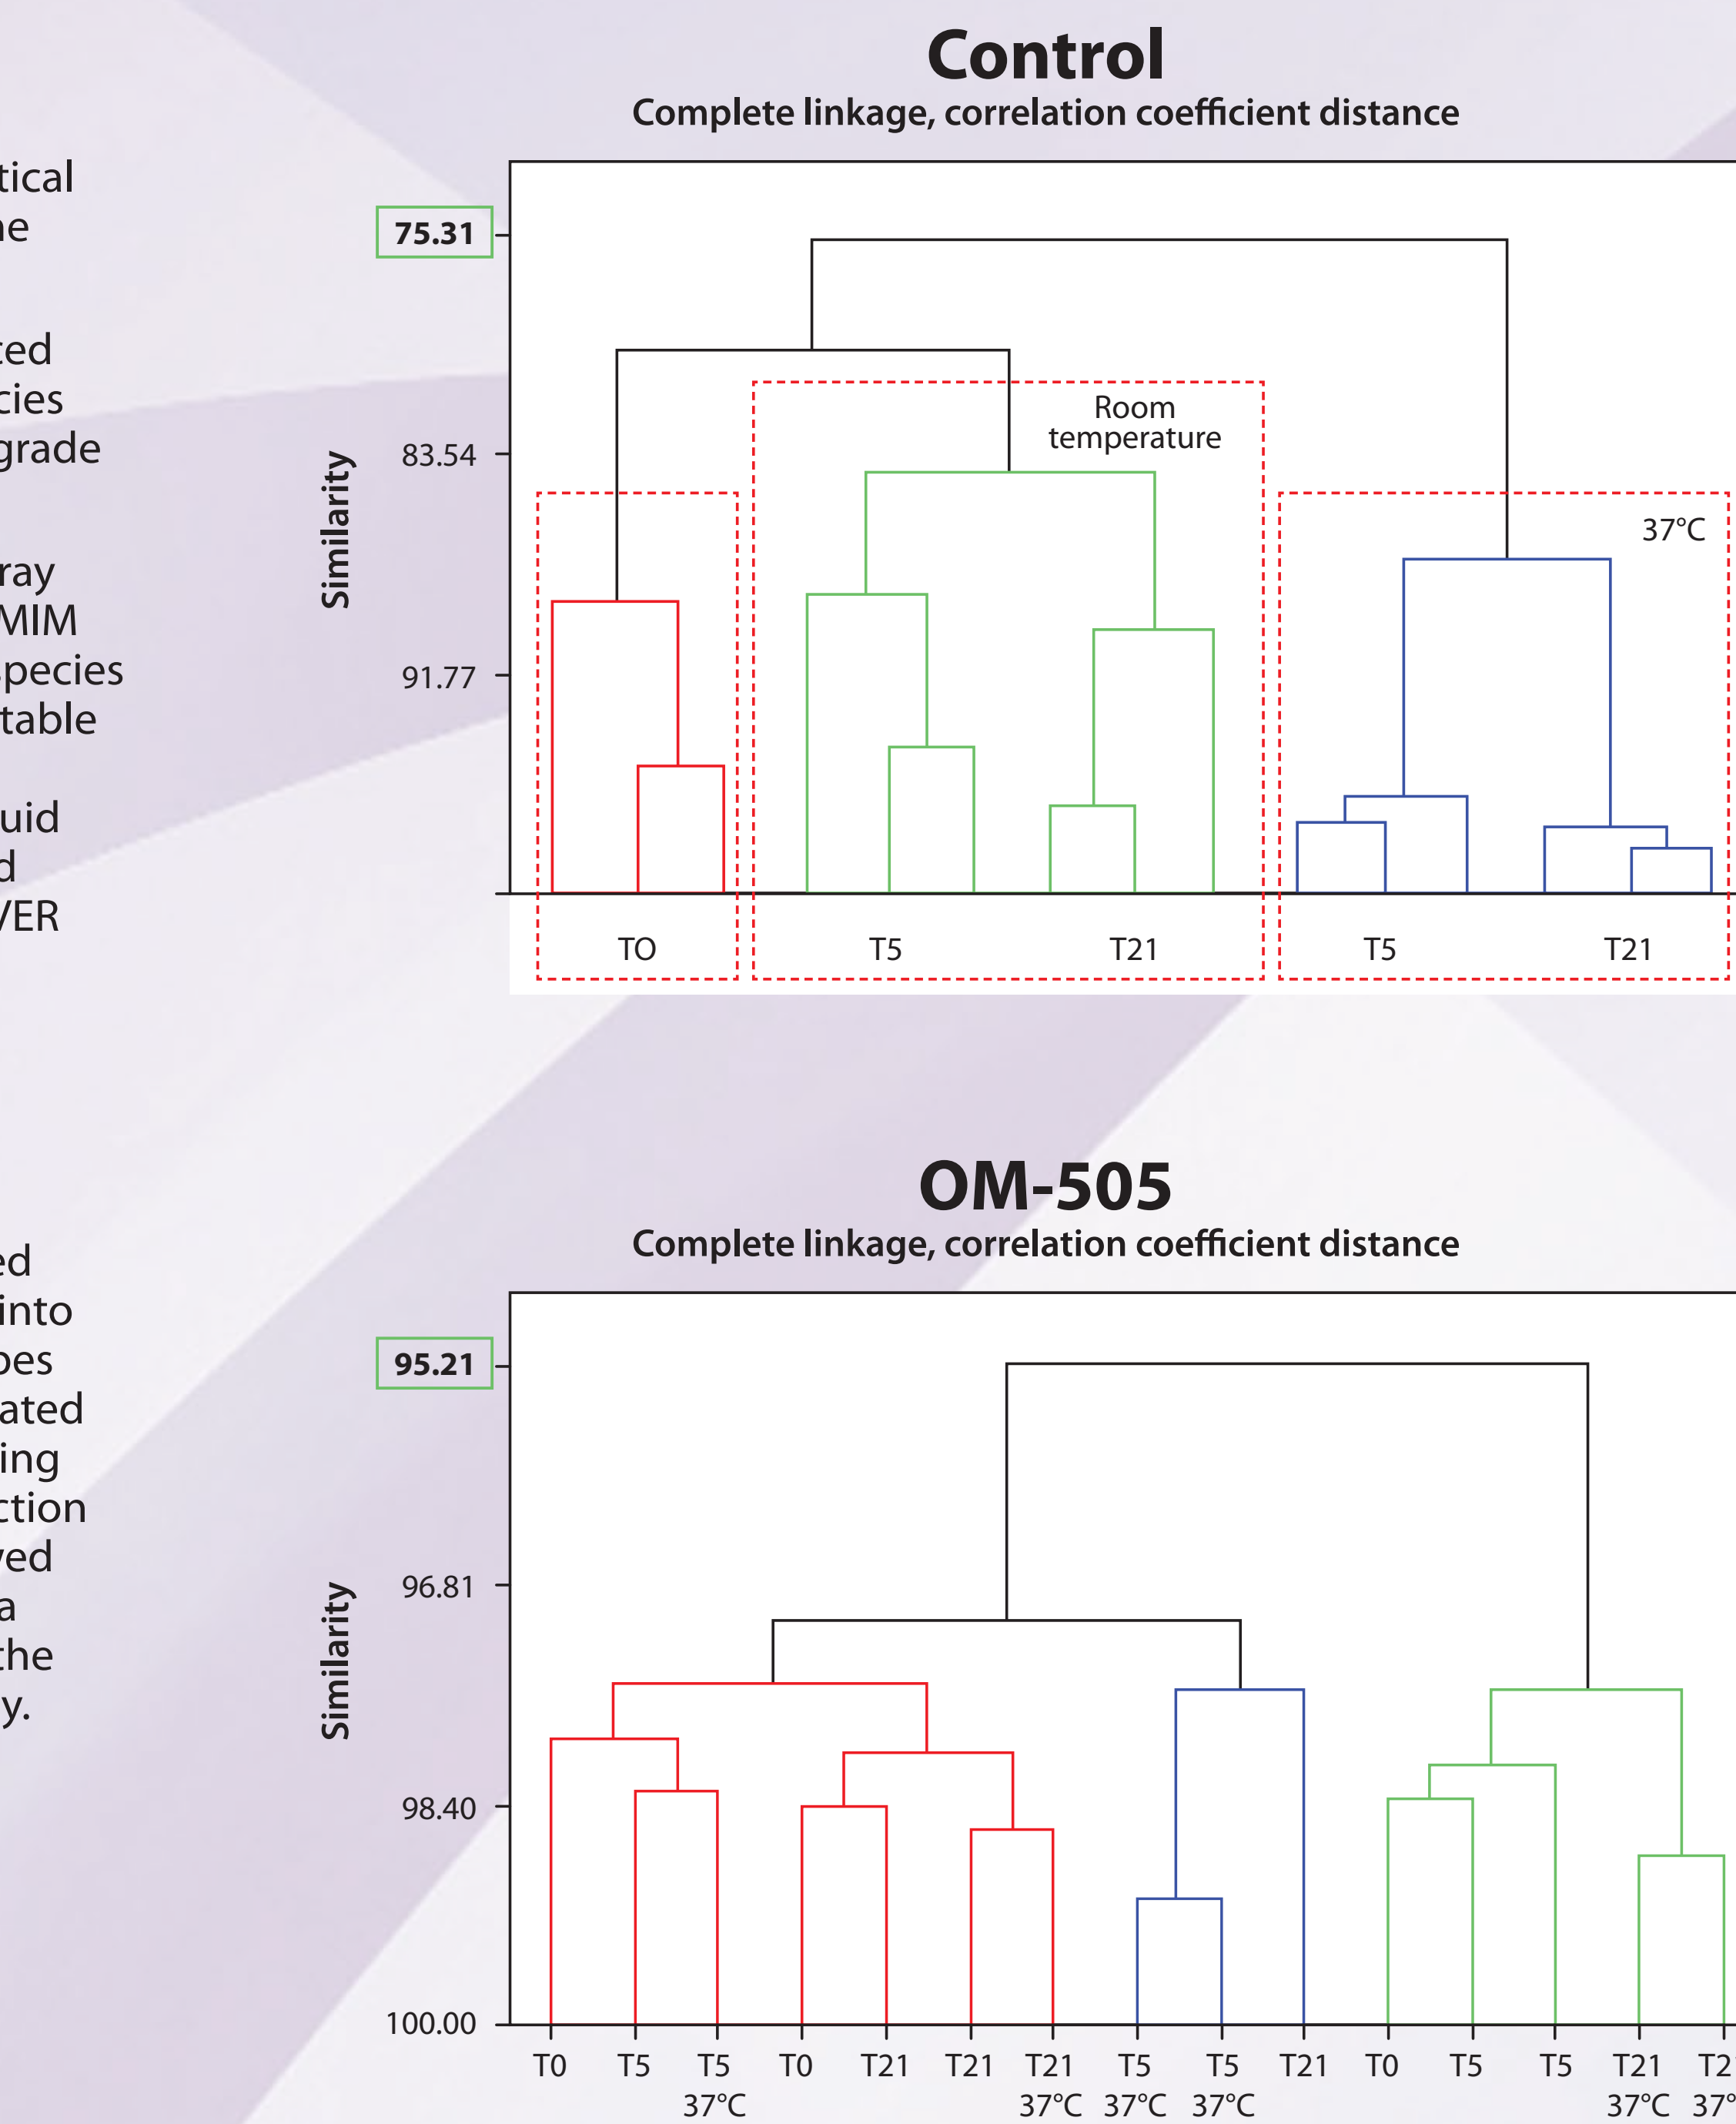 tical
ne
ted
cies
grade
ray
MIM
species
table
uid
d
VER
ed
into
pes
ated
ing
ction
ved
a
the
y.
Control
Complete linkage, correlation coefficient distance
75.31
83.54
91.77
Similarity
Room
temperature
37°C
TO T5 T21 T5 T21
OM-505
Complete linkage, correlation coefficient distance
95.21
96.81
98.40
100.00
Similarity
T0 T5 T5 T0 T21 T21 T21 T5 T5 T21 T0 T5 T5 T21 T2
37°C 37°C 37°C 37°C 37°C 37°